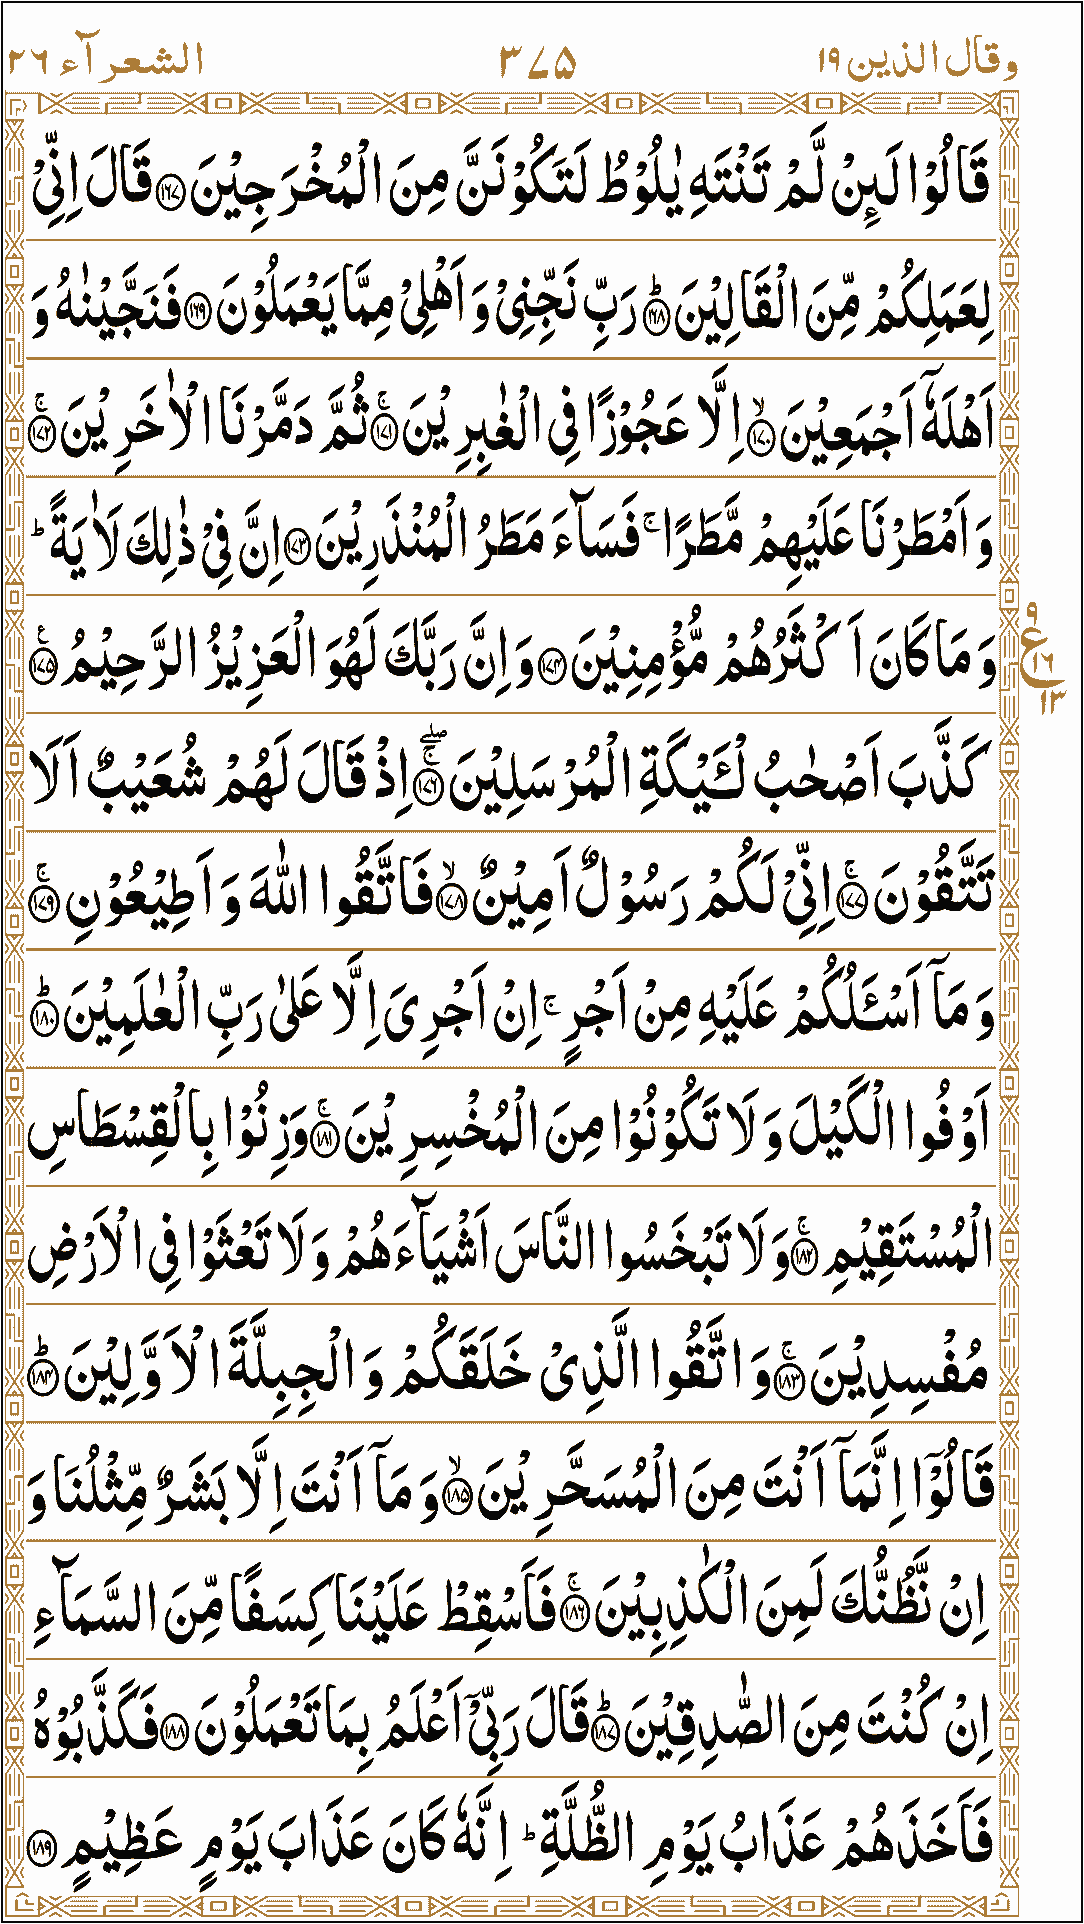 وقال الذين ١٩ ٣٧٥ الشعرآء ٢٦
قَالُوْا لَىِٕنْ لَّمْ تَنْتَهِ يٰلُوْطُ لَتَكُوْنَنَّ مِنَ الْمُخْرَجِيْنَ ﴿١٦٧﴾ قَالَ اِنِّيْ
لِعَمَلِكُمْ مِّنَ الْقَالِيْنَ ﴿١٦٨﴾ؕ رَبِّ نَجِّنِيْ وَ اَهْلِيْ مِمَّا يَعْمَلُوْنَ ﴿١٦٩﴾ فَنَجَّيْنٰهُ وَ
اَهْلَهٗۤ اَجْمَعِيْنَ ﴿١٧٠﴾ۙ اِلَّا عَجُوْزًا فِي الْغٰبِرِيْنَ ﴿١٧١﴾ۚ ثُمَّ دَمَّرْنَا الْاٰخَرِيْنَ ﴿١٧٢﴾ۚ
وَ اَمْطَرْنَا عَلَيْهِمْ مَّطَرًا ۚ فَسَآءَ مَطَرُ الْمُنْذَرِيْنَ ﴿١٧٣﴾ اِنَّ فِيْ ذٰلِكَ لَاٰيَةً ؕ
وَ مَا كَانَ اَكْثَرُهُمْ مُّؤْمِنِيْنَ ﴿١٧٤﴾ وَ اِنَّ رَبَّكَ لَهُوَ الْعَزِيْزُ الرَّحِيْمُ ﴿١٧٥﴾ ع
٩ ع ١٦ ١٣
كَذَّبَ اَصْحٰبُ لْـَٔيْكَةِ الْمُرْسَلِيْنَ ﴿١٧٦﴾ۚۖ اِذْ قَالَ لَهُمْ شُعَيْبٌ اَلَا
تَتَّقُوْنَ ﴿١٧٧﴾ۚ اِنِّيْ لَكُمْ رَسُوْلٌ اَمِيْنٌ ﴿١٧٨﴾ۙ فَاتَّقُوا اللّٰهَ وَ اَطِيْعُوْنِ ﴿١٧٩﴾ۚ
وَ مَاۤ اَسْـَٔلُكُمْ عَلَيْهِ مِنْ اَجْرٍ ۚ اِنْ اَجْرِيَ اِلَّا عَلٰى رَبِّ الْعٰلَمِيْنَ ﴿١٨٠﴾ؕ
اَوْفُوا الْكَيْلَ وَ لَا تَكُوْنُوْا مِنَ الْمُخْسِرِيْنَ ﴿١٨١﴾ۚ وَزِنُوْا بِالْقِسْطَاسِ
الْمُسْتَقِيْمِ ﴿١٨٢﴾ۚ وَ لَا تَبْخَسُوا النَّاسَ اَشْيَآءَهُمْ وَ لَا تَعْثَوْا فِي الْاَرْضِ
مُفْسِدِيْنَ ﴿١٨٣﴾ۚ وَ اتَّقُوا الَّذِيْ خَلَقَكُمْ وَ الْجِبِلَّةَ الْاَوَّلِيْنَ ﴿١٨٤﴾ؕ
قَالُوْۤا اِنَّمَاۤ اَنْتَ مِنَ الْمُسَحَّرِيْنَ ﴿١٨٥﴾ۙ وَ مَاۤ اَنْتَ اِلَّا بَشَرٌ مِّثْلُنَا وَ
اِنْ نَّظُنُّكَ لَمِنَ الْكٰذِبِيْنَ ﴿١٨٦﴾ۚ فَاَسْقِطْ عَلَيْنَا كِسَفًا مِّنَ السَّمَآءِ
اِنْ كُنْتَ مِنَ الصّٰدِقِيْنَ ﴿١٨٧﴾ؕ قَالَ رَبِّيْۤ اَعْلَمُ بِمَا تَعْمَلُوْنَ ﴿١٨٨﴾ فَكَذَّبُوْهُ
فَاَخَذَهُمْ عَذَابُ يَوْمِ الظُّلَّةِ ؕ اِنَّهٗ كَانَ عَذَابَ يَوْمٍ عَظِيْمٍ ﴿١٨٩﴾